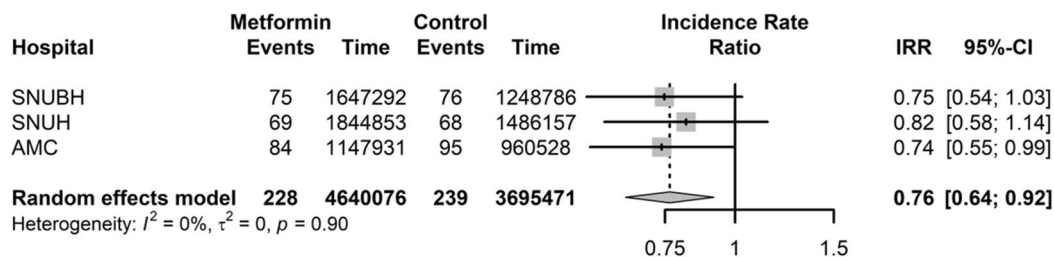 Metformin Control Incidence Rate
Hospital Events Time Events Time Ratio IRR 95%-CI
SNUBH 75 1647292 76 1248786 0.75 [0.54; 1.03]
SNUH 69 1844853 68 1486157 0.82 [0.58; 1.14]
AMC 84 1147931 95 960528 0.74 [0.55; 0.99]
Random effects model 228 4640076 239 3695471 0.76 [0.64; 0.92]
Heterogeneity: I² = 0%, τ² = 0, p = 0.90
0.75 1 1.5